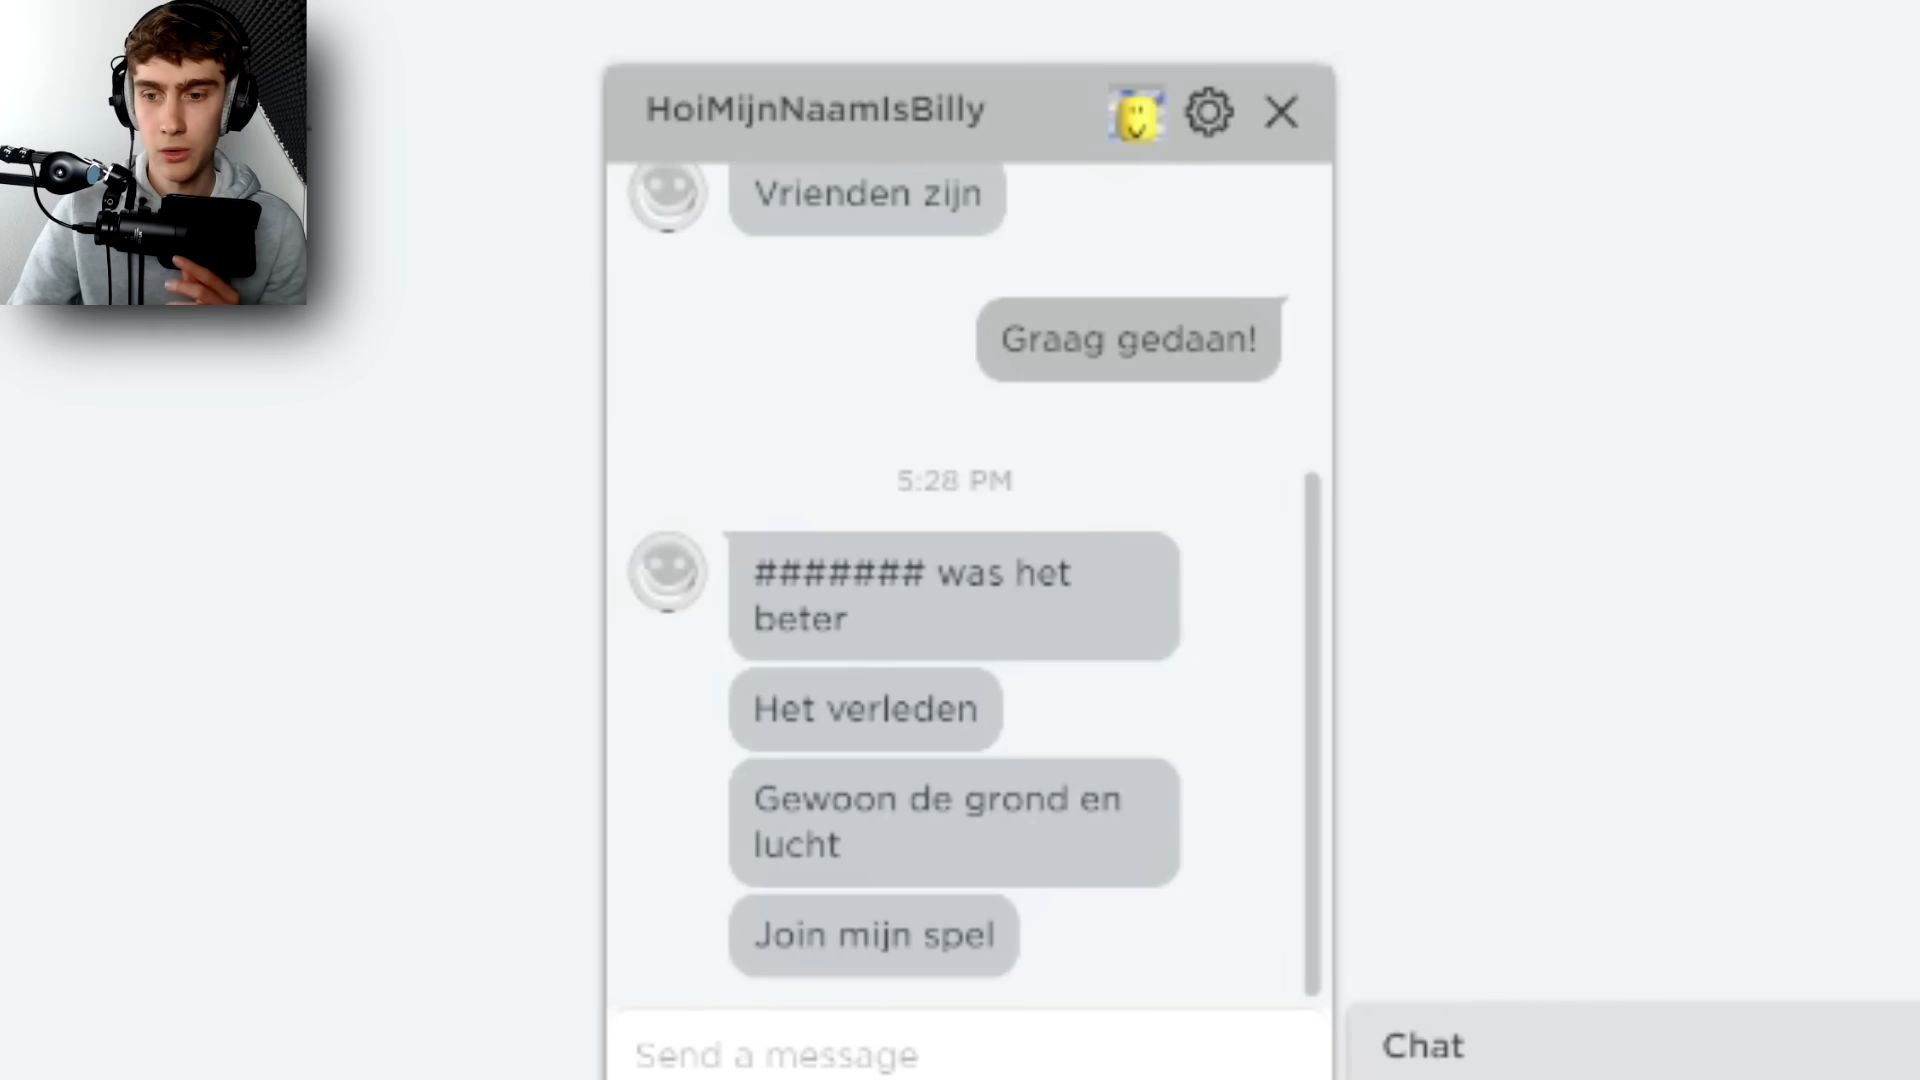 HoiMijnNaamIsBilly
Vrienden zijn
Graag gedaan!
5:28 PM
####### was het
beter
Het verleden
Gewoon de grond en
lucht
Join mijn spel
Send a message
Chat